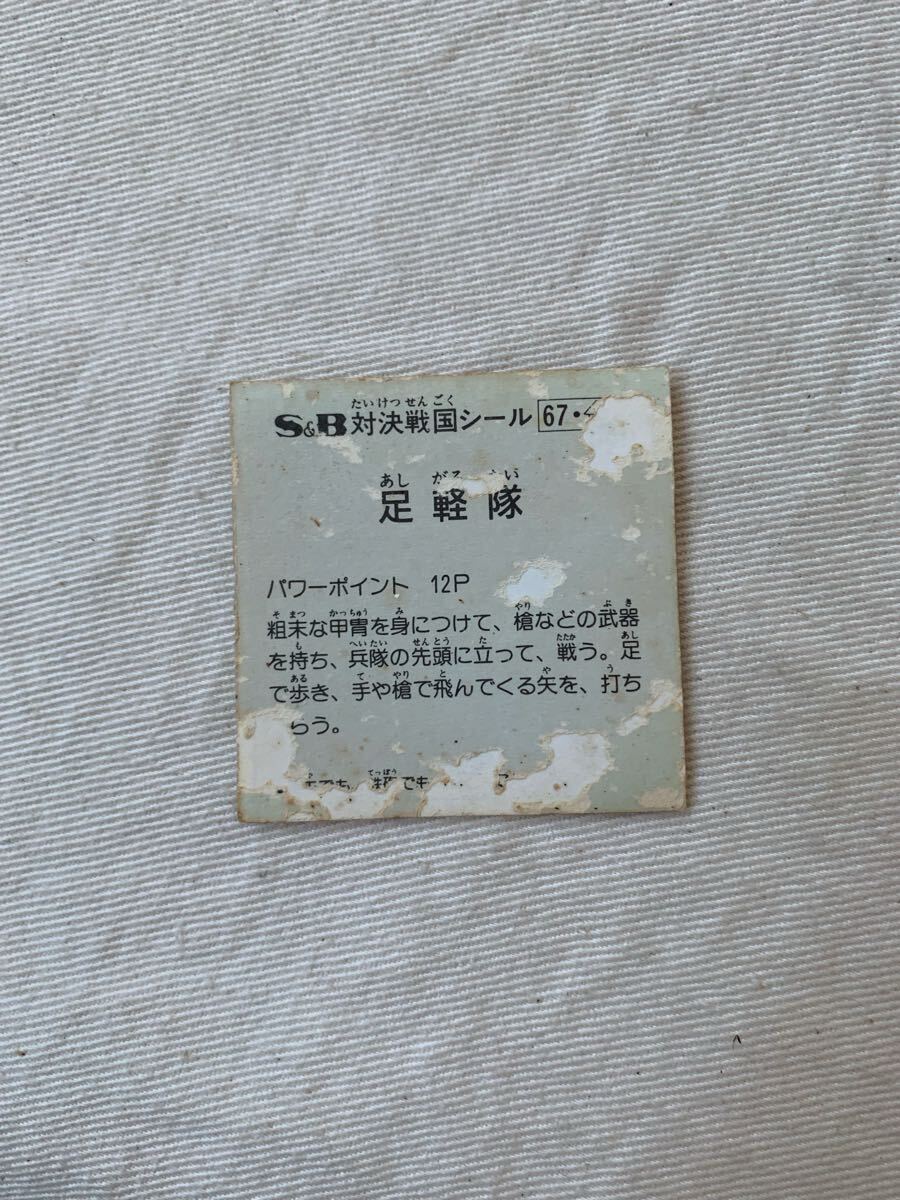 S&B 対決戦国シール 67・
足軽隊
パワーポイント 12P
粗末な甲冑を身につけて、槍などの武器
を持ち、兵隊の先頭に立って、戦う。足
で歩き、手や槍で飛んでくる矢を、打ち
らう。